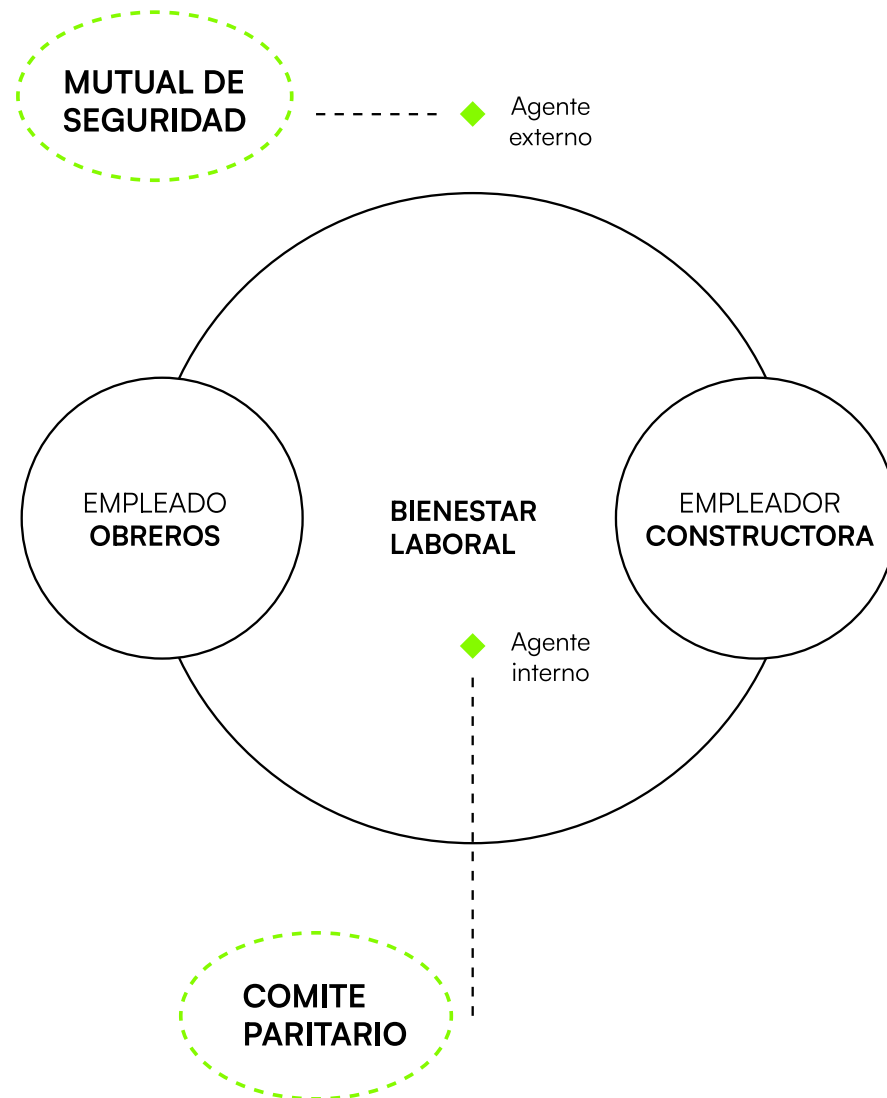 MUTUAL DE
SEGURIDAD
Agente
externo
EMPLEADO
OBREROS
BIENESTAR
LABORAL
EMPLEADOR
CONSTRUCTORA
Agente
interno
COMITE
PARITARIO